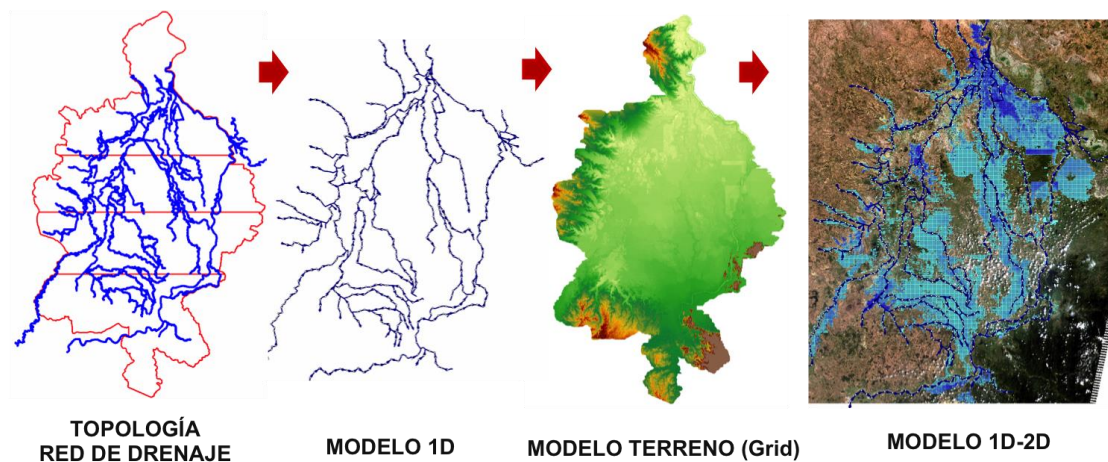 TOPOLOGÍA
RED DE DRENAJE
MODELO 1D
MODELO TERRENO (Grid)
MODELO 1D-2D